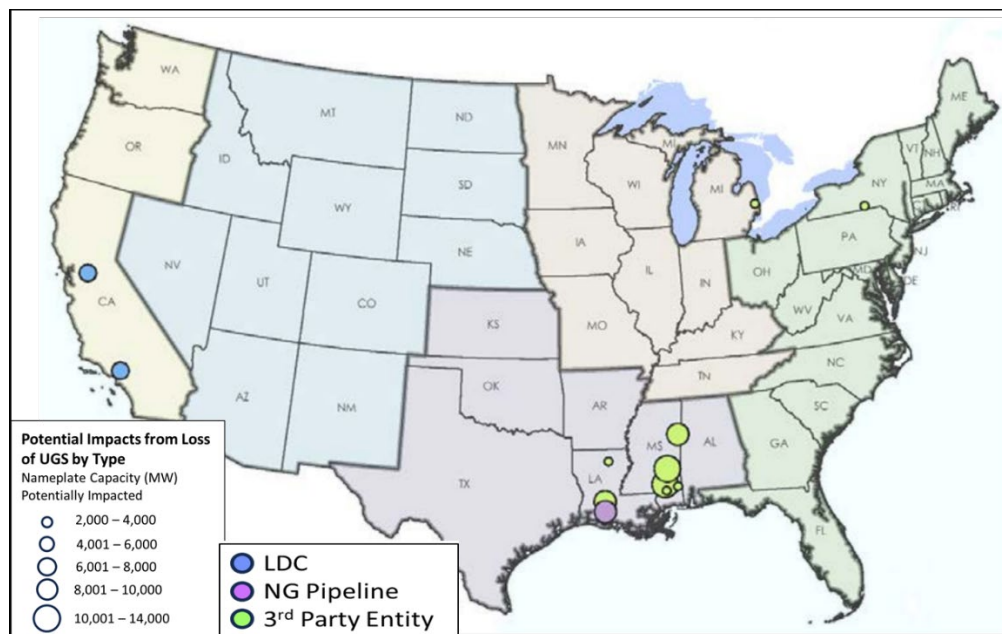 WA
MT
ND
MN
ME
OR
ID
SD
WI
MI
MI
VT
NH
NY
MA
WY
IA
PA
NJ
NE
NV
UT
CO
IL
IN
OH
MD
DE
WV
VA
CA
KS
MO
KY
NC
TN
AZ
NM
OK
AR
SC
MS
AL
GA
TX
LA
FL
Potential Impacts from Loss
of UGS by Type
Nameplate Capacity (MW)
Potentially Impacted
2,000 – 4,000
4,001 – 6,000
6,001 – 8,000
8,001 – 10,000
10,001 – 14,000
LDC
NG Pipeline
3rd Party Entity